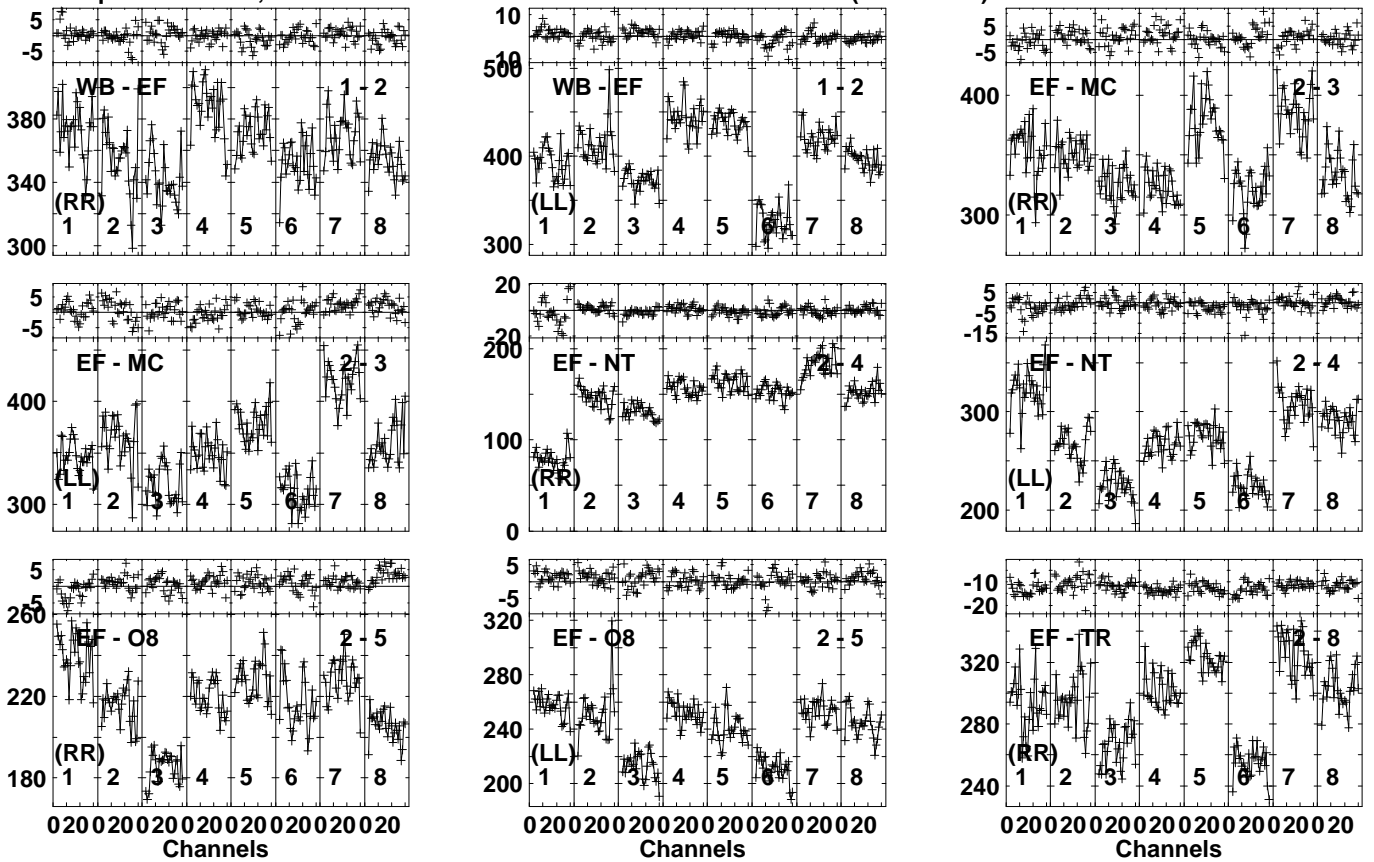 5
-5
WB - EF 1 - 2
380
340
(RR)
300
1 2 3 4 5 6 7 8
10
10
500
WB - EF 1 - 2
400
(LL)
300
1 2 3 4 5 6 7 8
5
-5
400
EF - MC 2 - 3
(RR)
300
1 2 3 4 5 6 7 8
5
-5
EF - MC 2 - 3
400
(LL)
300
1 2 3 4 5 6 7 8
20
20
200
EF - NT 2 - 4
100
(RR)
0
1 2 3 4 5 6 7 8
5
-5
-15
EF - NT 2 - 4
300
(LL)
200
1 2 3 4 5 6 7 8
5
-5
260
EF - O8 2 - 5
220
(RR)
180
1 2 3 4 5 6 7 8
0 20 0 20 0 20 0 20 0 20 0 20 0 20 0 20
Channels
5
-5
320
EF - O8 2 - 5
280
240
(LL)
200
1 2 3 4 5 6 7 8
0 20 0 20 0 20 0 20 0 20 0 20 0 20 0 20
Channels
-10
-20
EF - TR 2 - 8
320
280
(RR)
240
1 2 3 4 5 6 7 8
0 20 0 20 0 20 0 20 0 20 0 20 0 20 0 20
Channels